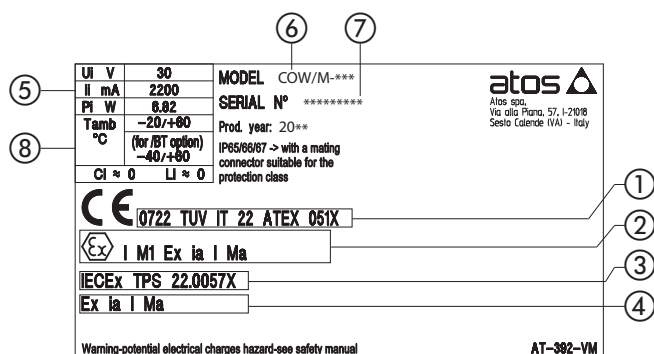 ⑥ ⑦
Ui V 30
Ii mA 2200
Pi W 6.82
Tamb °C -20/+60
(for /BT option)
-40/+60
Ci ≈ 0 Li ≈ 0
⑤
⑧
MODEL COW/M-***
SERIAL N° *********
Prod. year: 20**
IP65/66/67 -> with a mating
connector suitable for the
protection class
atos
Atos spa,
Via alla Piana, 57, I-21018
Sesto Calende (VA) - Italy
CE 0722 TUV IT 22 ATEX 051X ①
Ex I M1 Ex ia I Ma ②
IECEx TPS 22.0057X ③
Ex ia I Ma ④
Warning-potential electrical charges hazard-see safety manual AT-392-VM